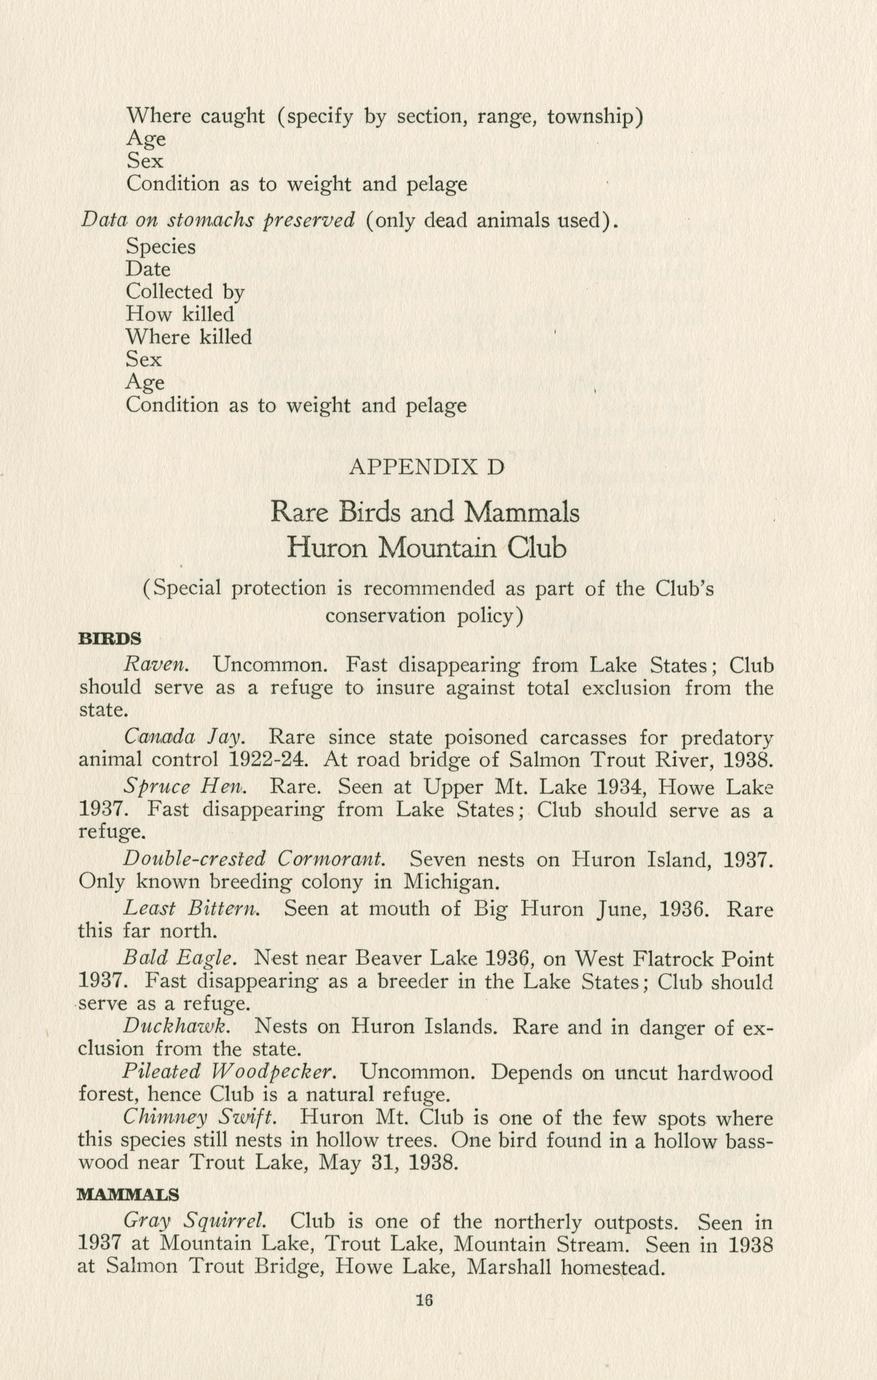 Where caught (specify by section, range, township)
Age
Sex
Condition as to weight and pelage
Data on stomachs preserved (only dead animals used).
Species
Date
Collected by
How killed
Where killed
Sex
Age
Condition as to weight and pelage
APPENDIX D
Rare Birds and Mammals
Huron Mountain Club
(Special protection is recommended as part of the Club's
conservation policy)
BIRDS
Raven. Uncommon. Fast disappearing from Lake States; Club
should serve as a refuge to insure against total exclusion from the
state.
Canada Jay. Rare since state poisoned carcasses for predatory
animal control 1922-24. At road bridge of Salmon Trout River, 1938.
Spruce Hen. Rare. Seen at Upper Mt. Lake 1934, Howe Lake
1937. Fast disappearing from Lake States; Club should serve as a
refuge.
Double-crested Cormorant. Seven nests on Huron Island, 1937.
Only known breeding colony in Michigan.
Least Bittern. Seen at mouth of Big Huron June, 1936. Rare
this far north.
Bald Eagle. Nest near Beaver Lake 1936, on West Flatrock Point
1937. Fast disappearing as a breeder in the Lake States; Club should
serve as a refuge.
Duckhawk. Nests on Huron Islands. Rare and in danger of ex-
clusion from the state.
Pileated Woodpecker. Uncommon. Depends on uncut hardwood
forest, hence Club is a natural refuge.
Chimney Swift. Huron Mt. Club is one of the few spots where
this species still nests in hollow trees. One bird found in a hollow bass-
wood near Trout Lake, May 31, 1938.
MAMMALS
Gray Squirrel. Club is one of the northerly outposts. Seen in
1937 at Mountain Lake, Trout Lake, Mountain Stream. Seen in 1938
at Salmon Trout Bridge, Howe Lake, Marshall homestead.
16